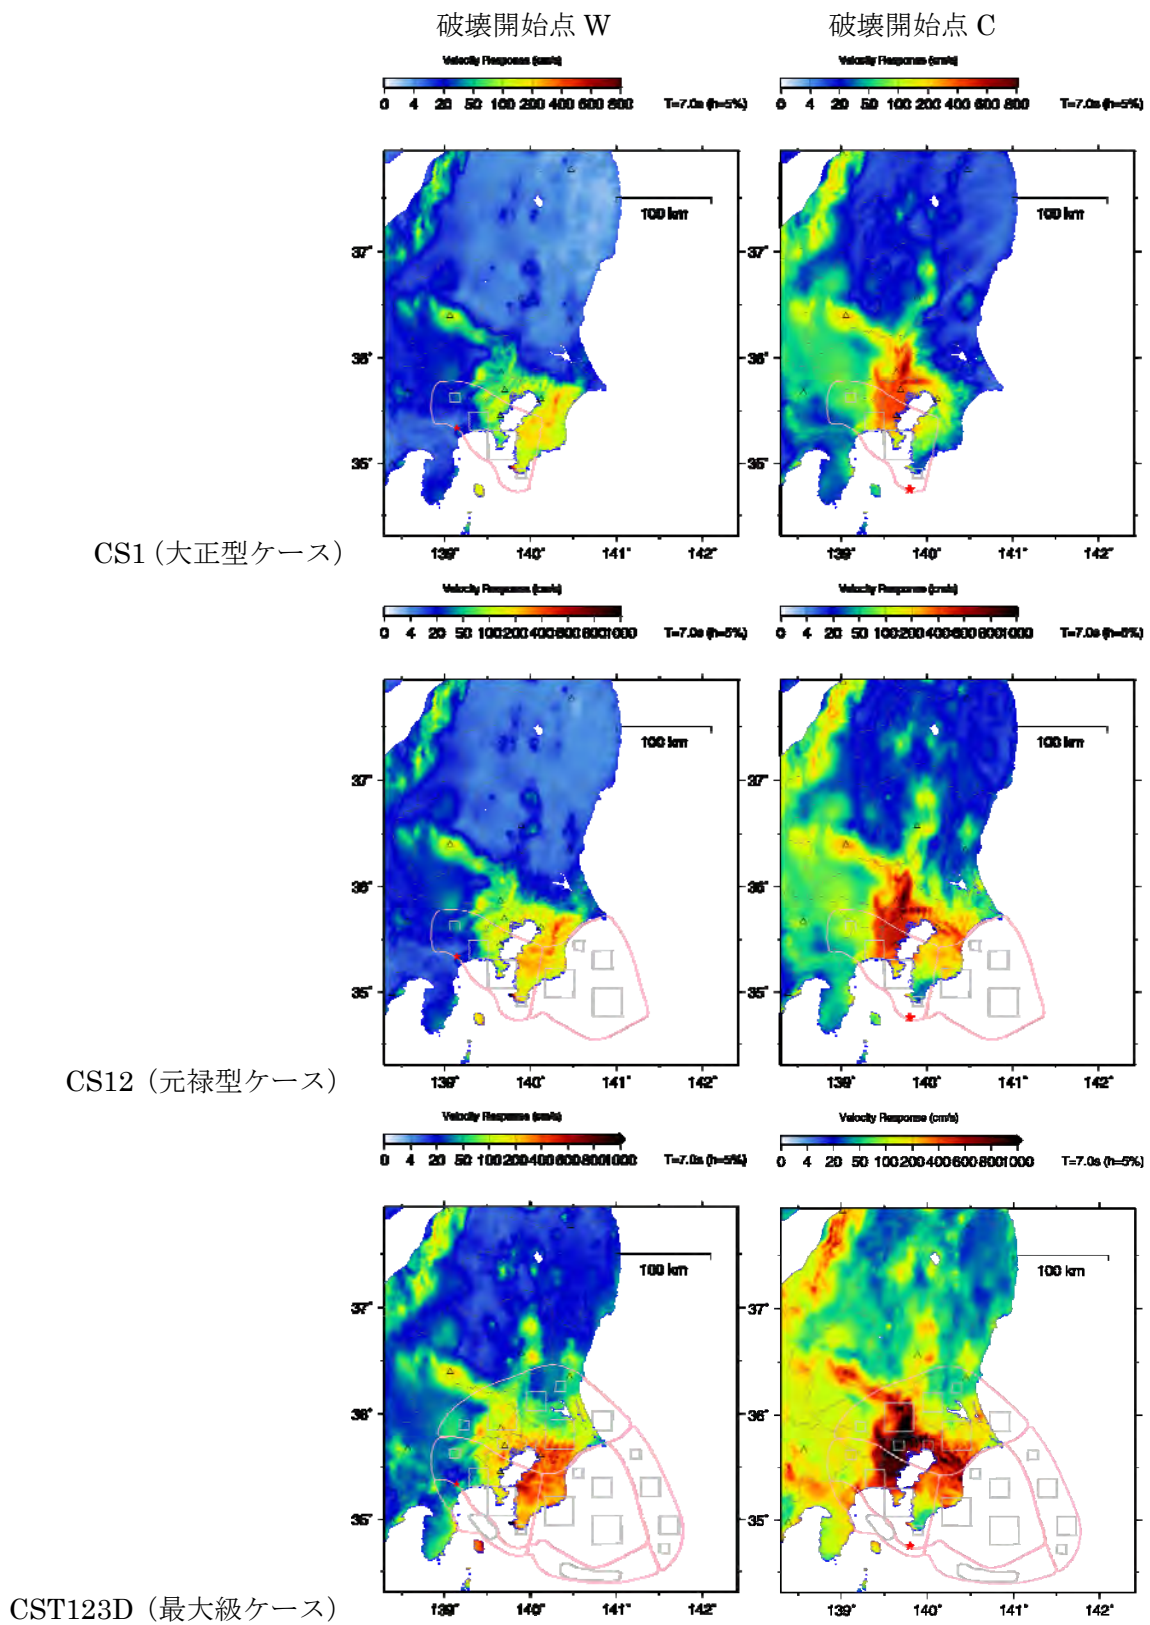 破壊開始点 W
破壊開始点 C
Velocity Response (cm/s)
0 4 20 50 100 200 400 600 800
T=7.0s (h=5%)
Velocity Response (cm/s)
0 4 20 50 100 200 400 600 800
T=7.0s (h=5%)
100 km
100 km
37°
37°
36°
36°
35°
35°
139° 140° 141° 142°
139° 140° 141° 142°
CS1（大正型ケース）
Velocity Response (cm/s)
0 4 20 50 100 200 400 600 800 1000
T=7.0s (h=5%)
Velocity Response (cm/s)
0 4 20 50 100 200 400 600 800 1000
T=7.0s (h=5%)
100 km
100 km
37°
37°
36°
36°
35°
35°
139° 140° 141° 142°
139° 140° 141° 142°
CS12（元禄型ケース）
Velocity Response (cm/s)
0 4 20 50 100 200 400 600 800 1000
T=7.0s (h=5%)
Velocity Response (cm/s)
0 4 20 50 100 200 400 600 800 1000
T=7.0s (h=5%)
100 km
100 km
37°
37°
36°
36°
35°
35°
139° 140° 141° 142°
139° 140° 141° 142°
CST123D（最大級ケース）